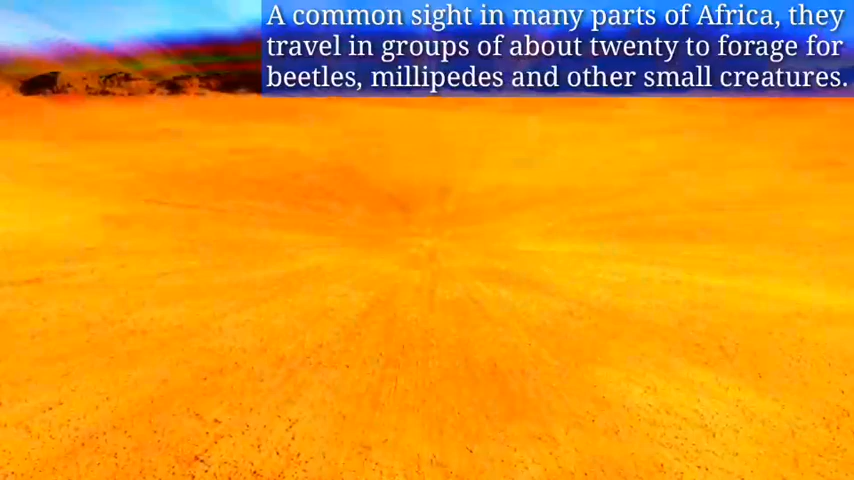 A common sight in many parts of Africa, they
travel in groups of about twenty to forage for
beetles, millipedes and other small creatures.